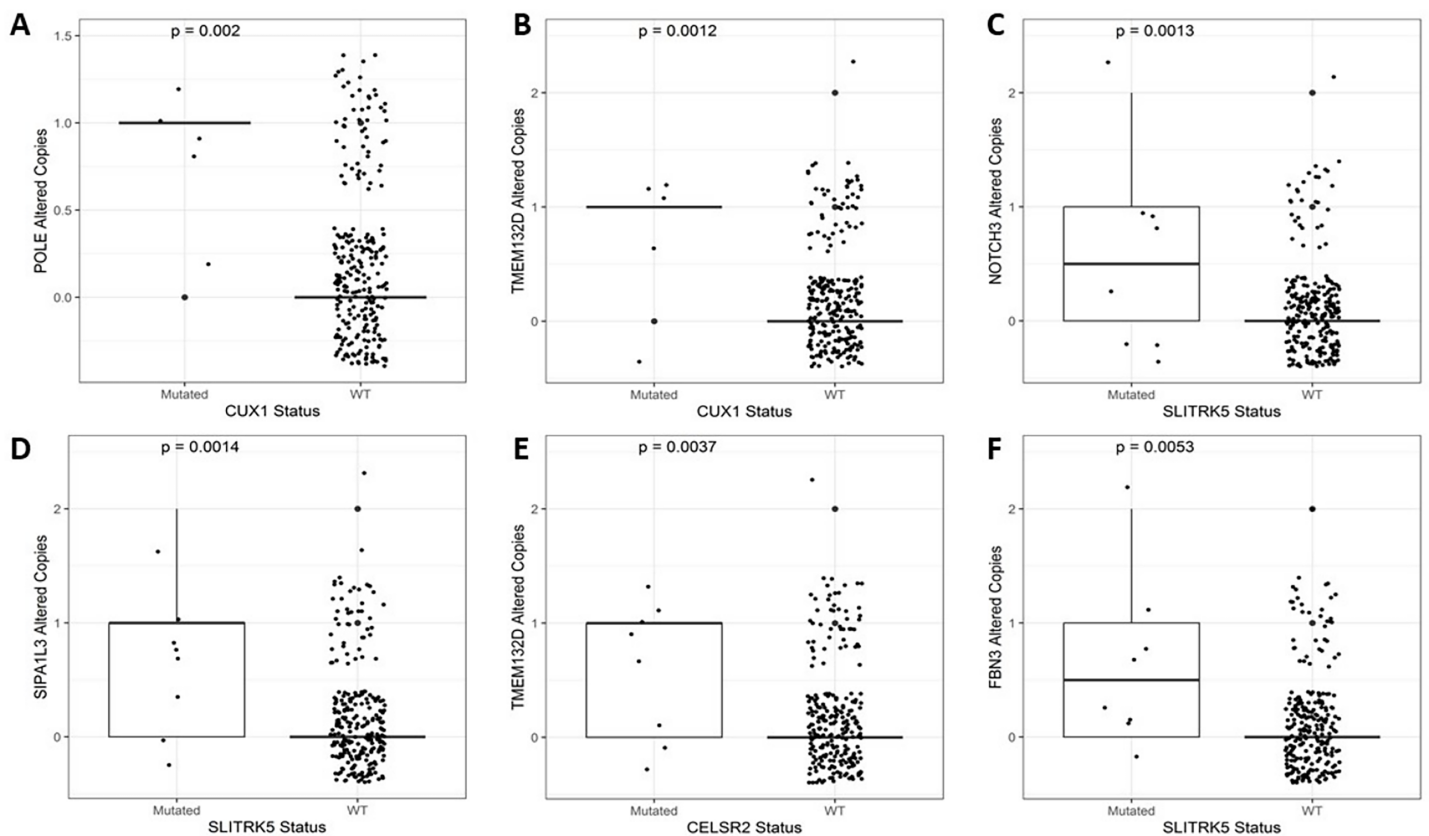 A
p = 0.002
1.5
1.0
0.5
0.0
POLE Altered Copies
Mutated
WT
CUX1 Status
B
p = 0.0012
2
1
0
TMEM132D Altered Copies
Mutated
WT
CUX1 Status
C
p = 0.0013
2
1
0
NOTCH3 Altered Copies
Mutated
WT
SLITRK5 Status
D
p = 0.0014
2
1
0
SIPA1L3 Altered Copies
Mutated
WT
SLITRK5 Status
E
p = 0.0037
2
1
0
TMEM132D Altered Copies
Mutated
WT
CELSR2 Status
F
p = 0.0053
2
1
0
FBN3 Altered Copies
Mutated
WT
SLITRK5 Status